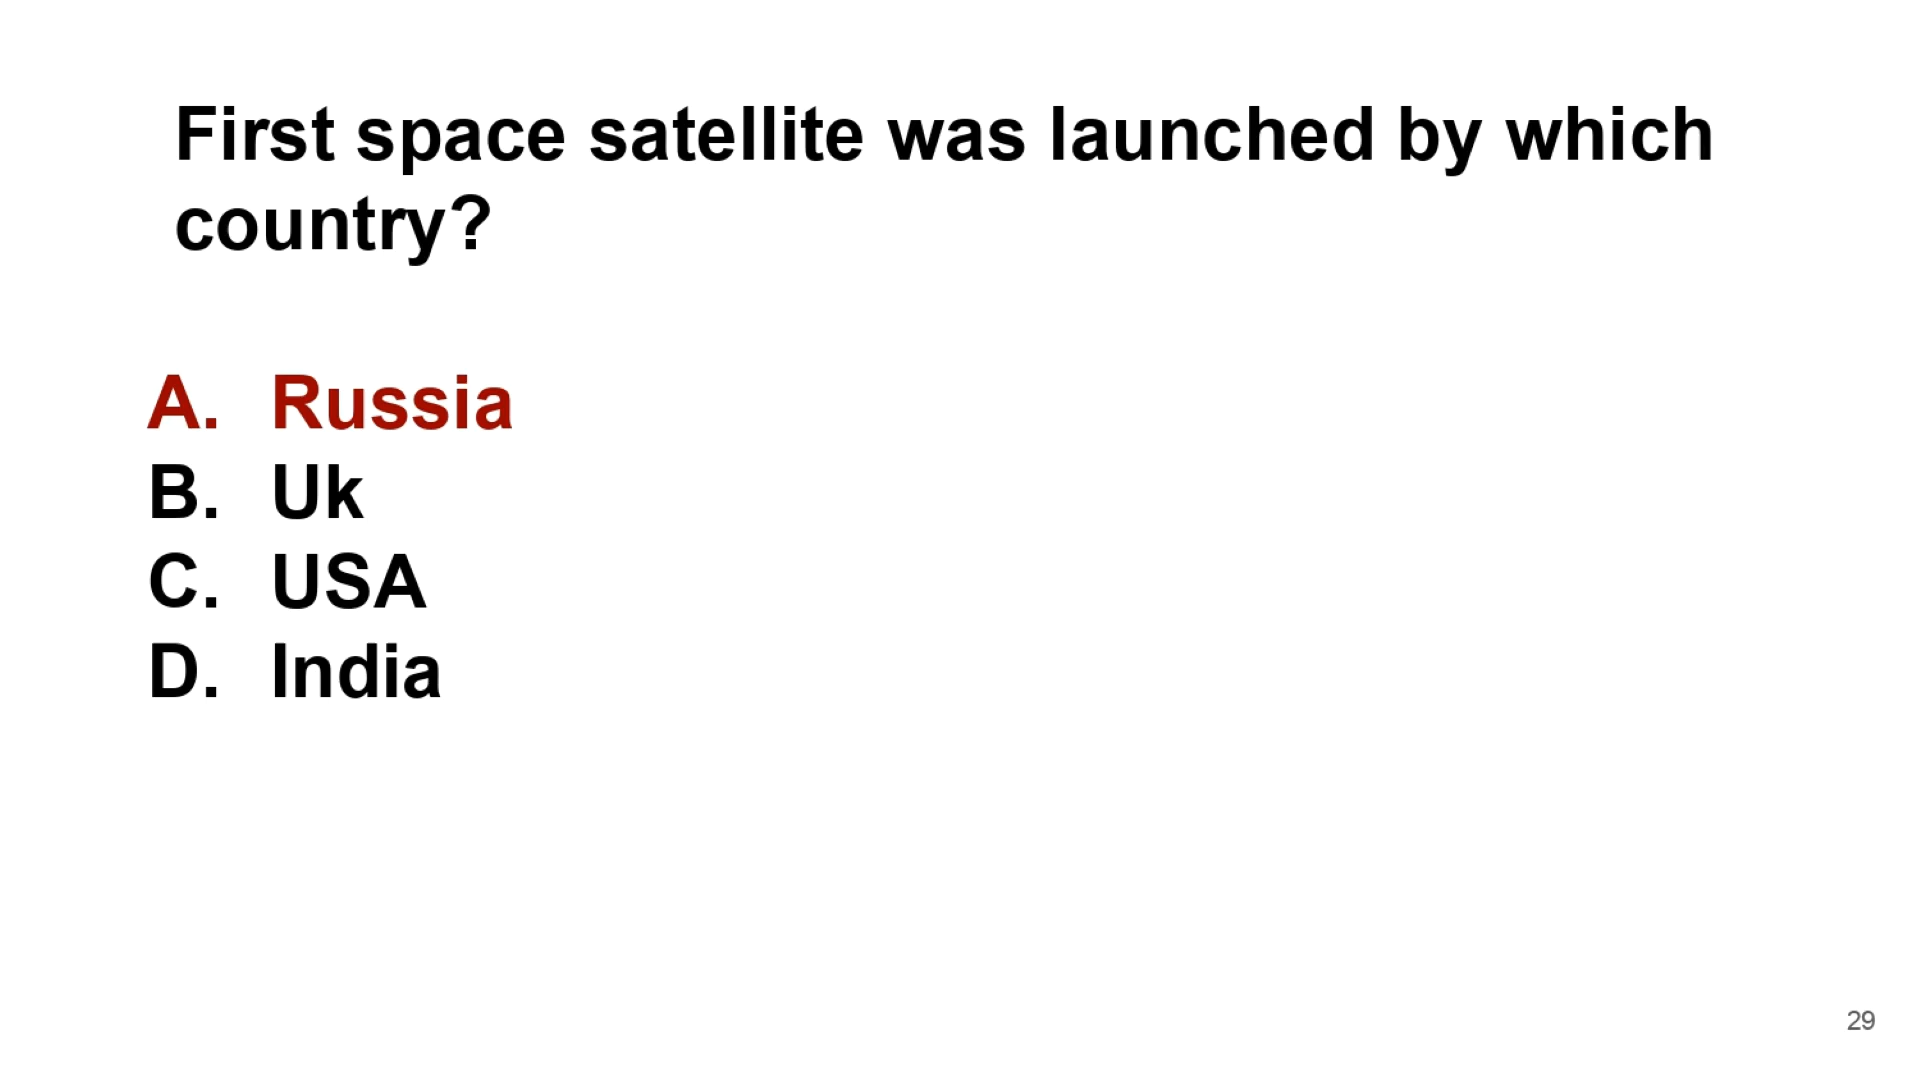 First space satellite was launched by which
country?
A. Russia
B. Uk
C. USA
D. India
29